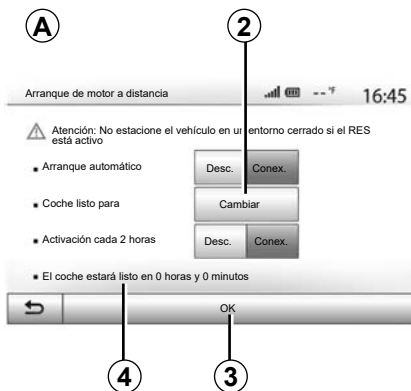 A
2
Arranque de motor a distancia
-- °F
16:45
Atención: No estacione el vehículo en un entorno cerrado si el RES
está activo
Arranque automático
Desc.
Conex.
Coche listo para
Cambiar
Activación cada 2 horas
Desc.
Conex.
El coche estará listo en 0 horas y 0 minutos
OK
4
3